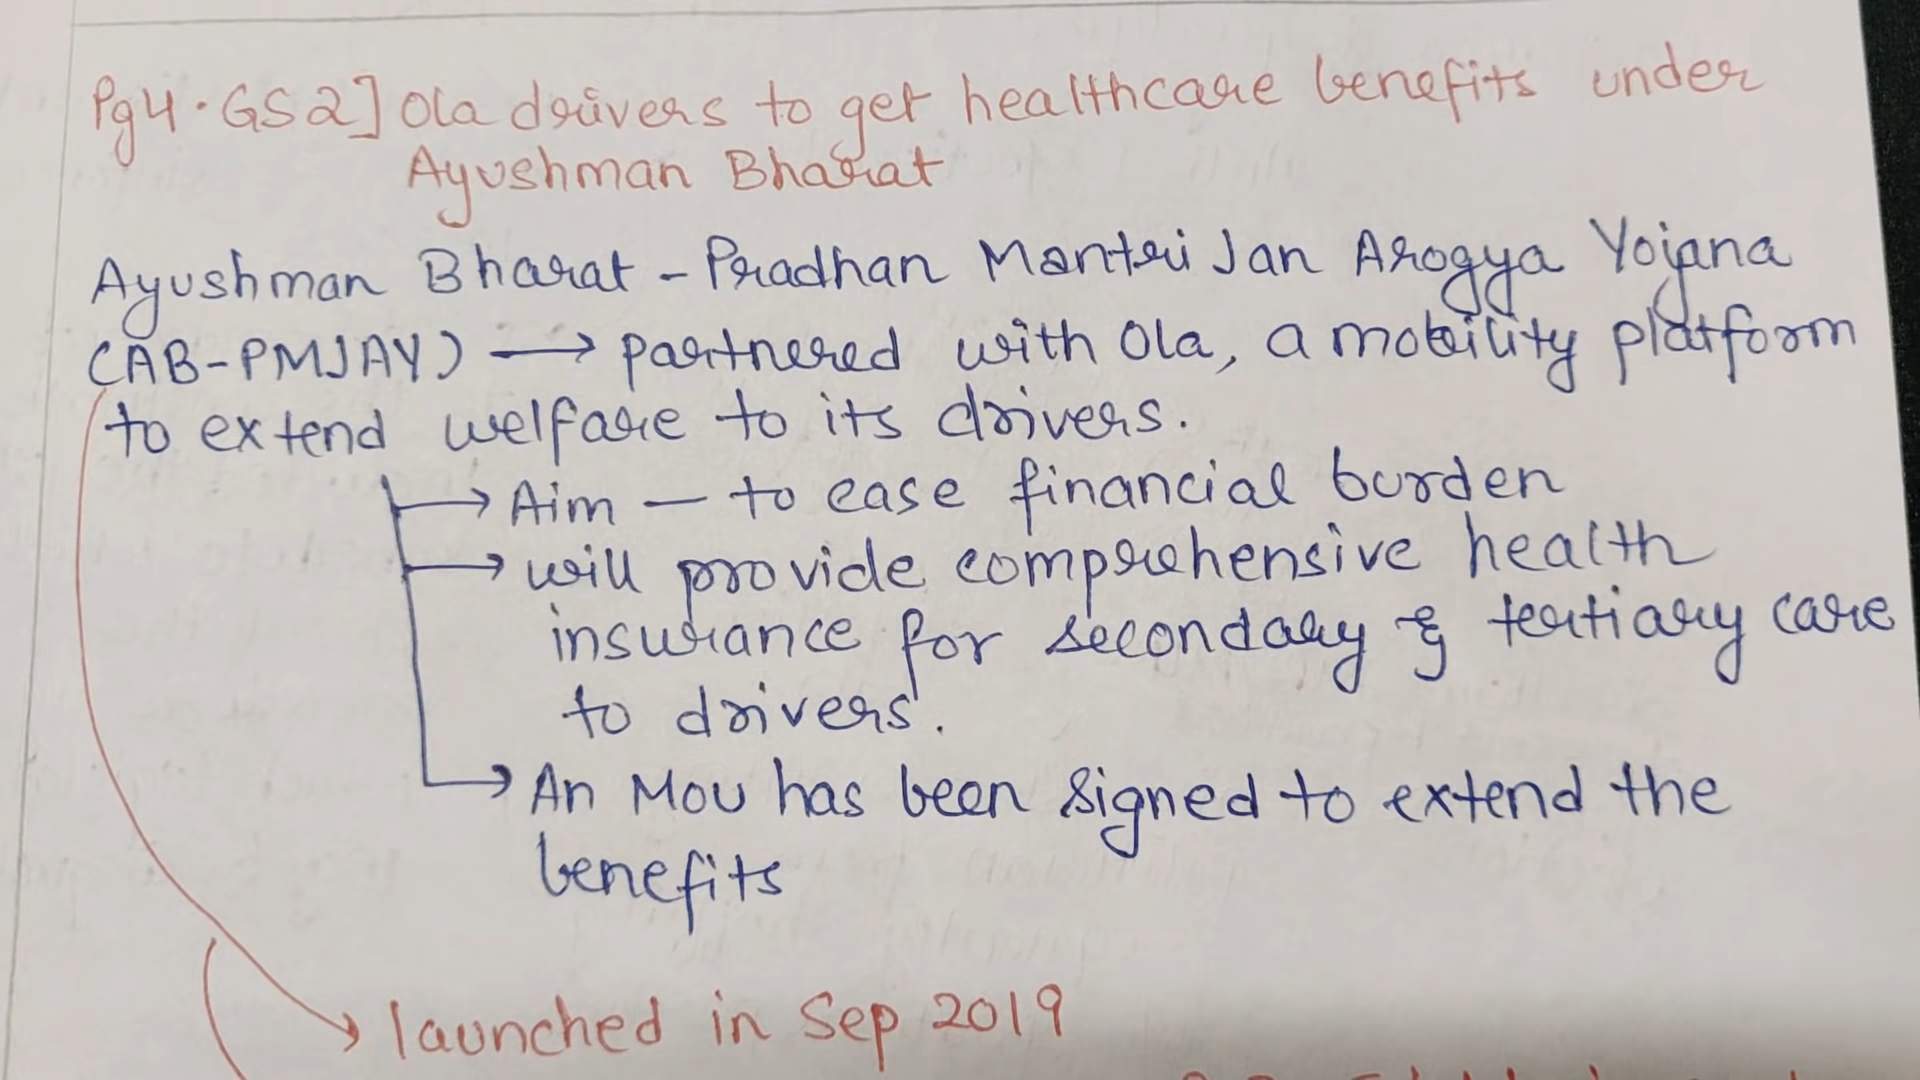 Pg4·GS2] Ola drivers to get healthcare benefits under
Ayushman Bharat
Ayushman Bharat - Pradhan Mantri Jan Arogya Yojana
(AB-PMJAY) → partnered with Ola, a mobility platform
to extend welfare to its drivers.
→ Aim - to ease financial burden
→ will provide comprehensive health
insurance for secondary & tertiary care
to drivers.
→ An MoU has been signed to extend the
benefits
→ launched in Sep 2019